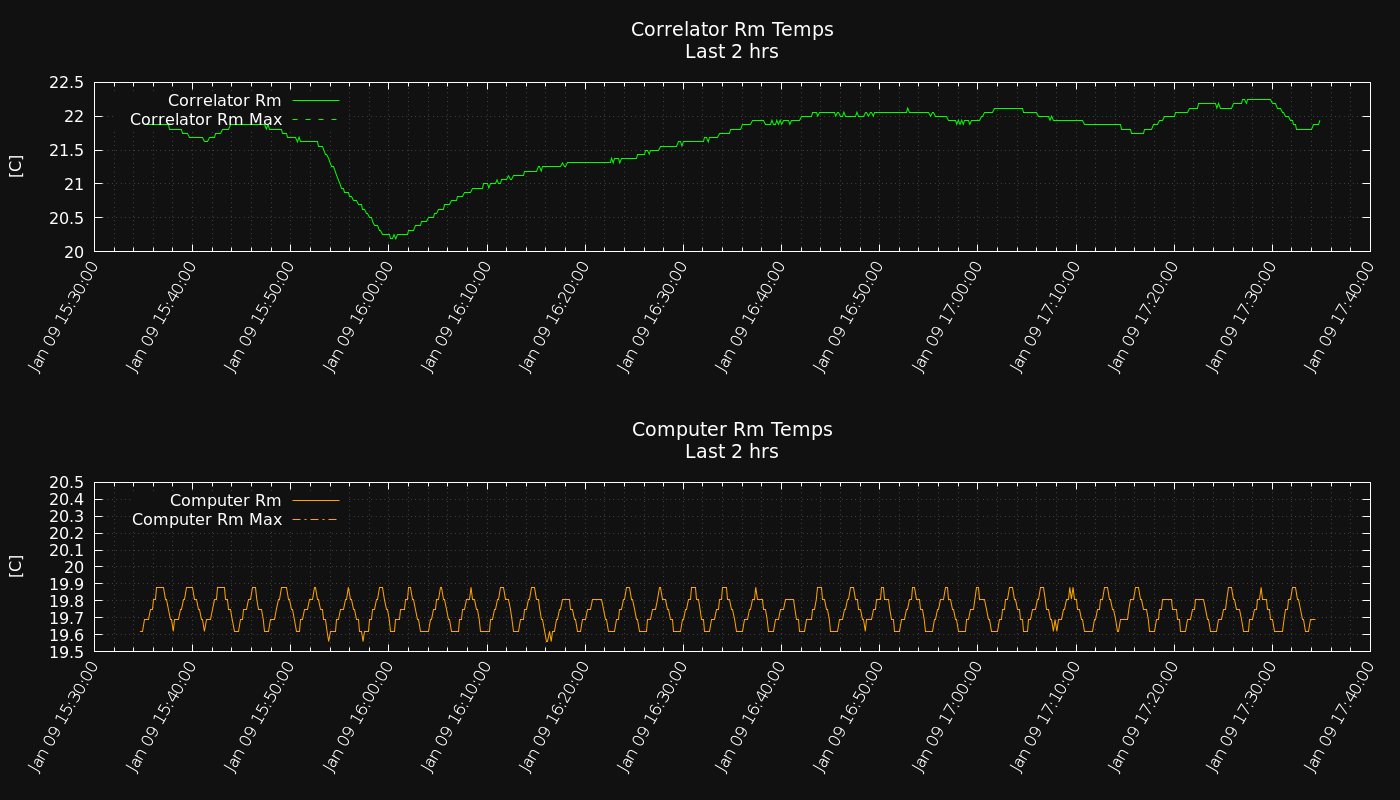 Correlator Rm Temps
Last 2 hrs
22.5
22
21.5
21
20.5
20
[C]
Correlator Rm
Correlator Rm Max
Jan 09 15:30:00
Jan 09 15:40:00
Jan 09 15:50:00
Jan 09 16:00:00
Jan 09 16:10:00
Jan 09 16:20:00
Jan 09 16:30:00
Jan 09 16:40:00
Jan 09 16:50:00
Jan 09 17:00:00
Jan 09 17:10:00
Jan 09 17:20:00
Jan 09 17:30:00
Jan 09 17:40:00
Computer Rm Temps
Last 2 hrs
20.5
20.4
20.3
20.2
20.1
20
19.9
19.8
19.7
19.6
19.5
[C]
Computer Rm
Computer Rm Max
Jan 09 15:30:00
Jan 09 15:40:00
Jan 09 15:50:00
Jan 09 16:00:00
Jan 09 16:10:00
Jan 09 16:20:00
Jan 09 16:30:00
Jan 09 16:40:00
Jan 09 16:50:00
Jan 09 17:00:00
Jan 09 17:10:00
Jan 09 17:20:00
Jan 09 17:30:00
Jan 09 17:40:00